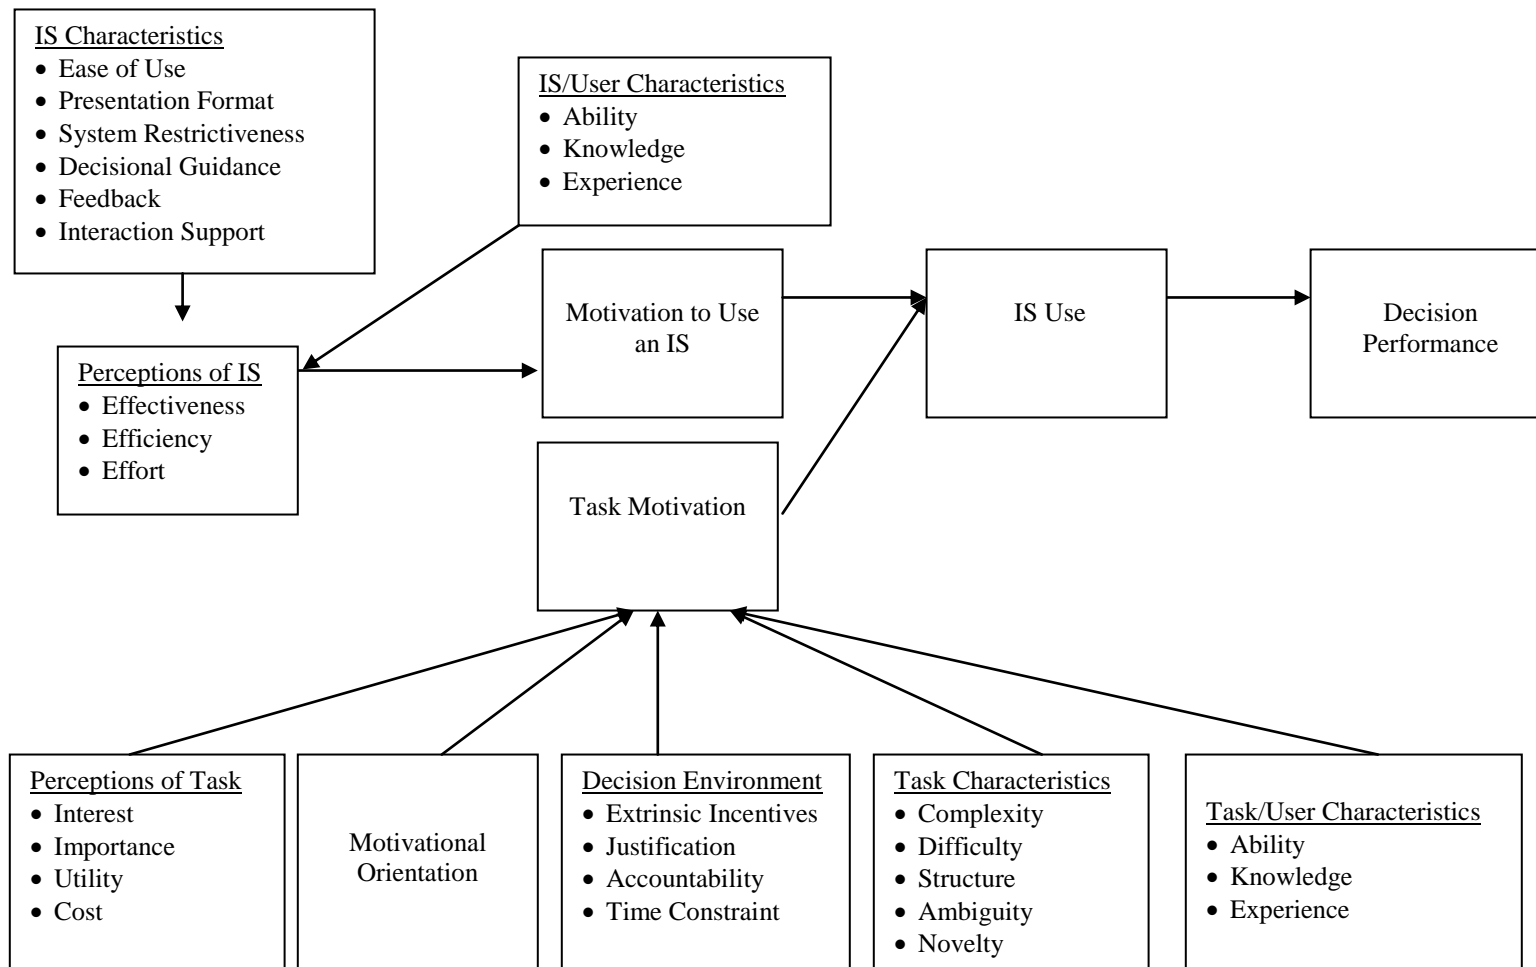 IS Characteristics
• Ease of Use
• Presentation Format
• System Restrictiveness
• Decisional Guidance
• Feedback
• Interaction Support
IS/User Characteristics
• Ability
• Knowledge
• Experience
Perceptions of IS
• Effectiveness
• Efficiency
• Effort
Motivation to Use
an IS
IS Use
Decision
Performance
Task Motivation
Perceptions of Task
• Interest
• Importance
• Utility
• Cost
Motivational
Orientation
Decision Environment
• Extrinsic Incentives
• Justification
• Accountability
• Time Constraint
Task Characteristics
• Complexity
• Difficulty
• Structure
• Ambiguity
• Novelty
Task/User Characteristics
• Ability
• Knowledge
• Experience